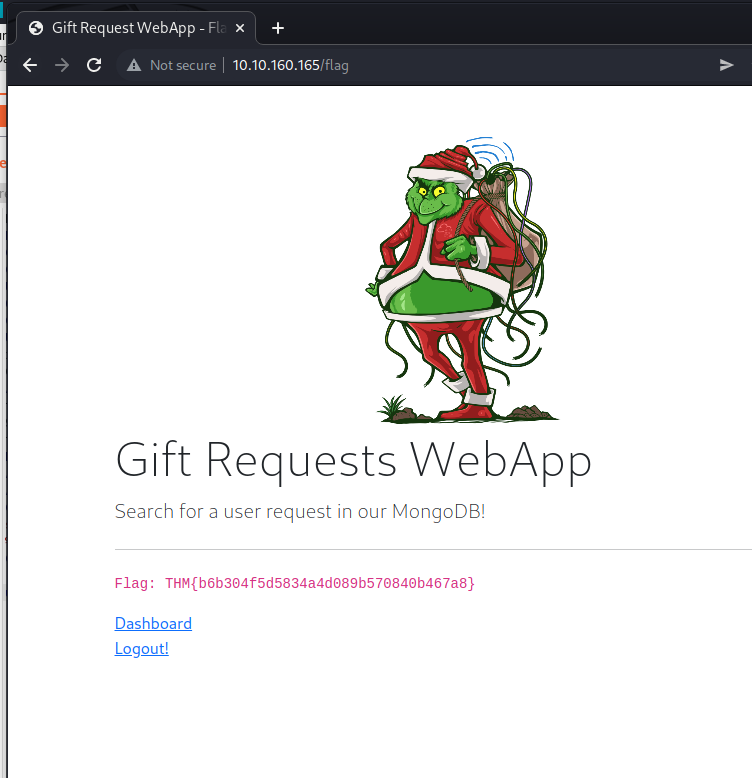 Gift Request WebApp - Fla
Not secure | 10.10.160.165/flag
Gift Requests WebApp
Search for a user request in our MongoDB!
Flag: THM{b6b304f5d5834a4d089b570840b467a8}
Dashboard
Logout!